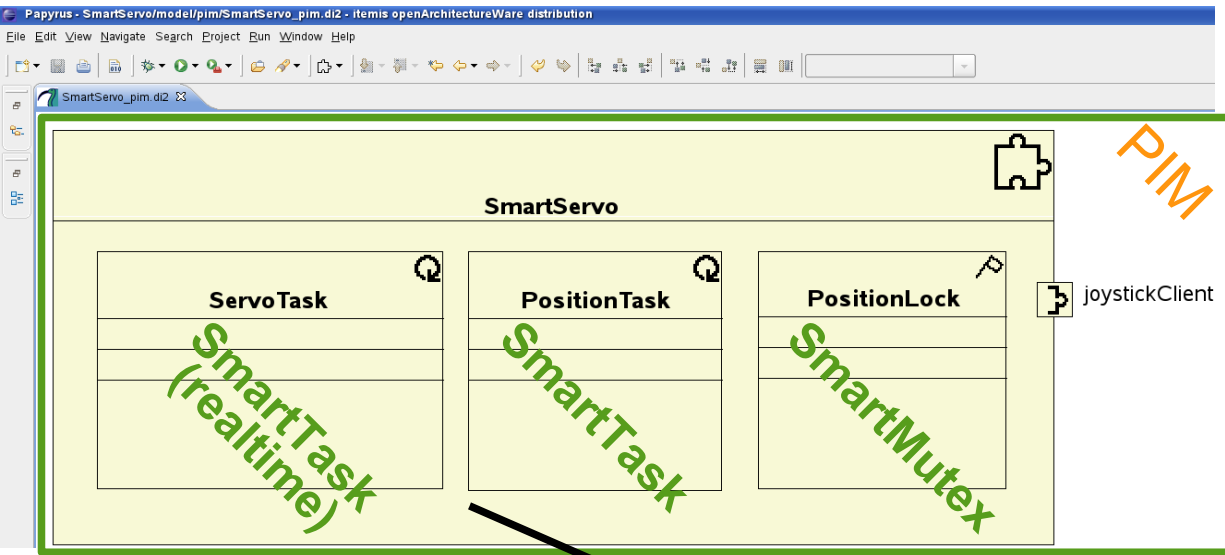 Papyrus - SmartServo/model/pim/SmartServo_pim.di2 - itemis openArchitectureWare distribution
File Edit View Navigate Search Project Run Window Help
SmartServo_pim.di2
PIM
SmartServo
ServoTask
PositionTask
PositionLock
joystickClient
SmartTask
(realtime)
SmartTask
SmartMutex